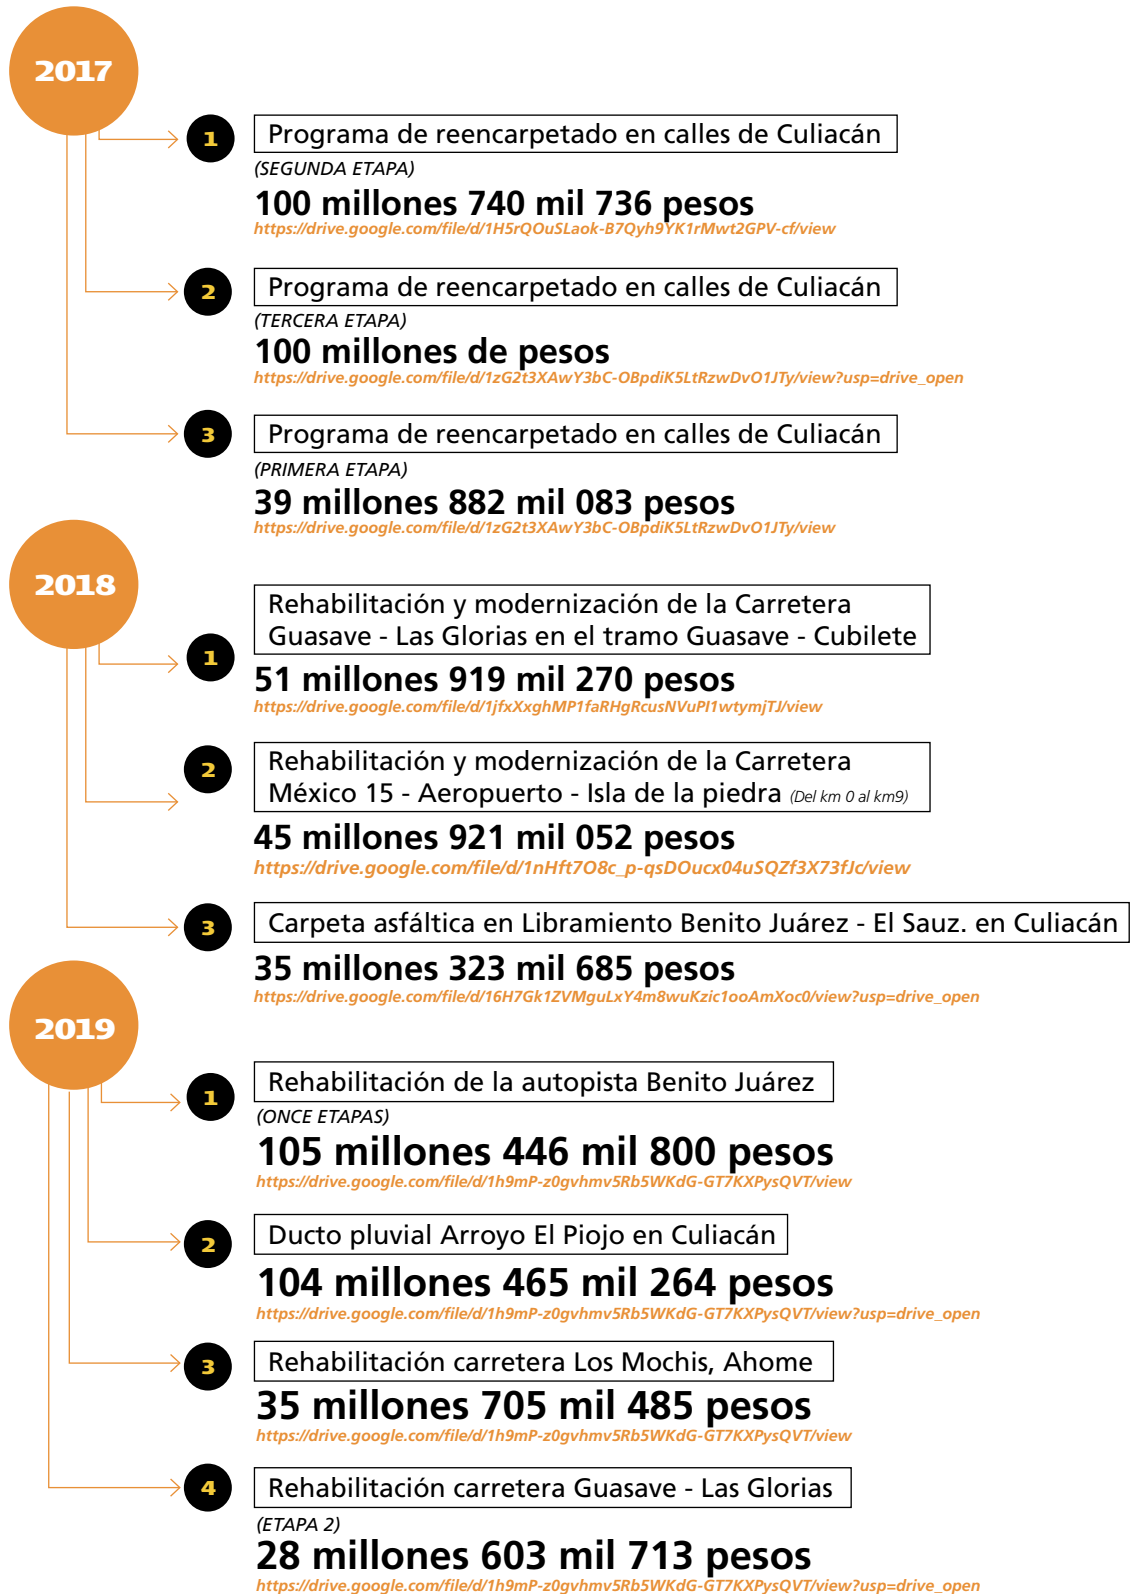 2017
1
Programa de reencarpetado en calles de Culiacán
(SEGUNDA ETAPA)
100 millones 740 mil 736 pesos
https://drive.google.com/file/d/1H5rQOuSLaok-B7Qyh9YK1rMwt2GPV-cf/view
2
Programa de reencarpetado en calles de Culiacán
(TERCERA ETAPA)
100 millones de pesos
https://drive.google.com/file/d/1zG2t3XAwY3bC-OBpdiK5LtRzwDvO1JTy/view?usp=drive_open
3
Programa de reencarpetado en calles de Culiacán
(PRIMERA ETAPA)
39 millones 882 mil 083 pesos
https://drive.google.com/file/d/1zG2t3XAwY3bC-OBpdiK5LtRzwDvO1JTy/view
2018
1
Rehabilitación y modernización de la Carretera
Guasave - Las Glorias en el tramo Guasave - Cubilete
51 millones 919 mil 270 pesos
https://drive.google.com/file/d/1jfxXxghMP1faRHgRcusNVuPI1wtymjTJ/view
2
Rehabilitación y modernización de la Carretera
México 15 - Aeropuerto - Isla de la piedra (Del km 0 al km9)
45 millones 921 mil 052 pesos
https://drive.google.com/file/d/1nHft7O8c_p-qsDOucx04uSQZf3X73fJc/view
3
Carpeta asfáltica en Libramiento Benito Juárez - El Sauz. en Culiacán
35 millones 323 mil 685 pesos
https://drive.google.com/file/d/16H7Gk1ZVMguLxY4m8wuKzic1ooAmXoc0/view?usp=drive_open
2019
1
Rehabilitación de la autopista Benito Juárez
(ONCE ETAPAS)
105 millones 446 mil 800 pesos
https://drive.google.com/file/d/1h9mP-z0gvhmv5Rb5WKdG-GT7KXPysQVT/view
2
Ducto pluvial Arroyo El Piojo en Culiacán
104 millones 465 mil 264 pesos
https://drive.google.com/file/d/1h9mP-z0gvhmv5Rb5WKdG-GT7KXPysQVT/view?usp=drive_open
3
Rehabilitación carretera Los Mochis, Ahome
35 millones 705 mil 485 pesos
https://drive.google.com/file/d/1h9mP-z0gvhmv5Rb5WKdG-GT7KXPysQVT/view
4
Rehabilitación carretera Guasave - Las Glorias
(ETAPA 2)
28 millones 603 mil 713 pesos
https://drive.google.com/file/d/1h9mP-z0gvhmv5Rb5WKdG-GT7KXPysQVT/view?usp=drive_open